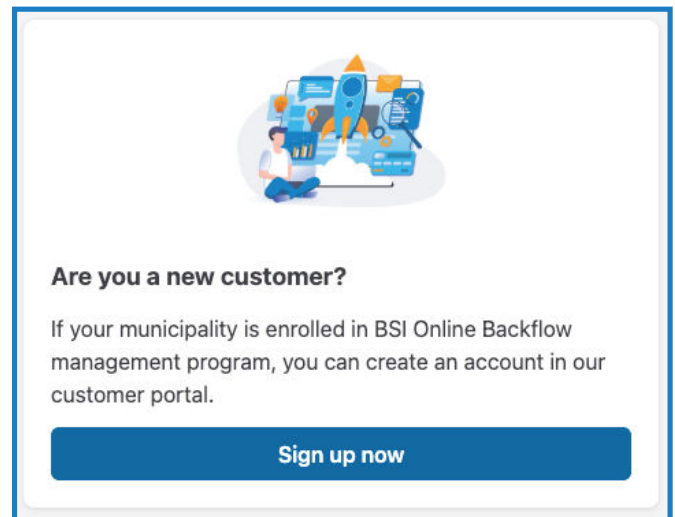 Are you a new customer?
If your municipality is enrolled in BSI Online Backflow
management program, you can create an account in our
customer portal.
Sign up now